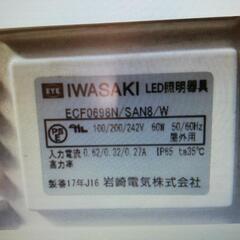 EYE IWASAKI LED照明器具
ECF0698N/SAN8/W
PSE 100/200/242V 60W 50/60Hz
屋外用
入力電流 0.62/0.32/0.27A IP65 ta35℃
高力率
製番17年J16 岩崎電気株式会社